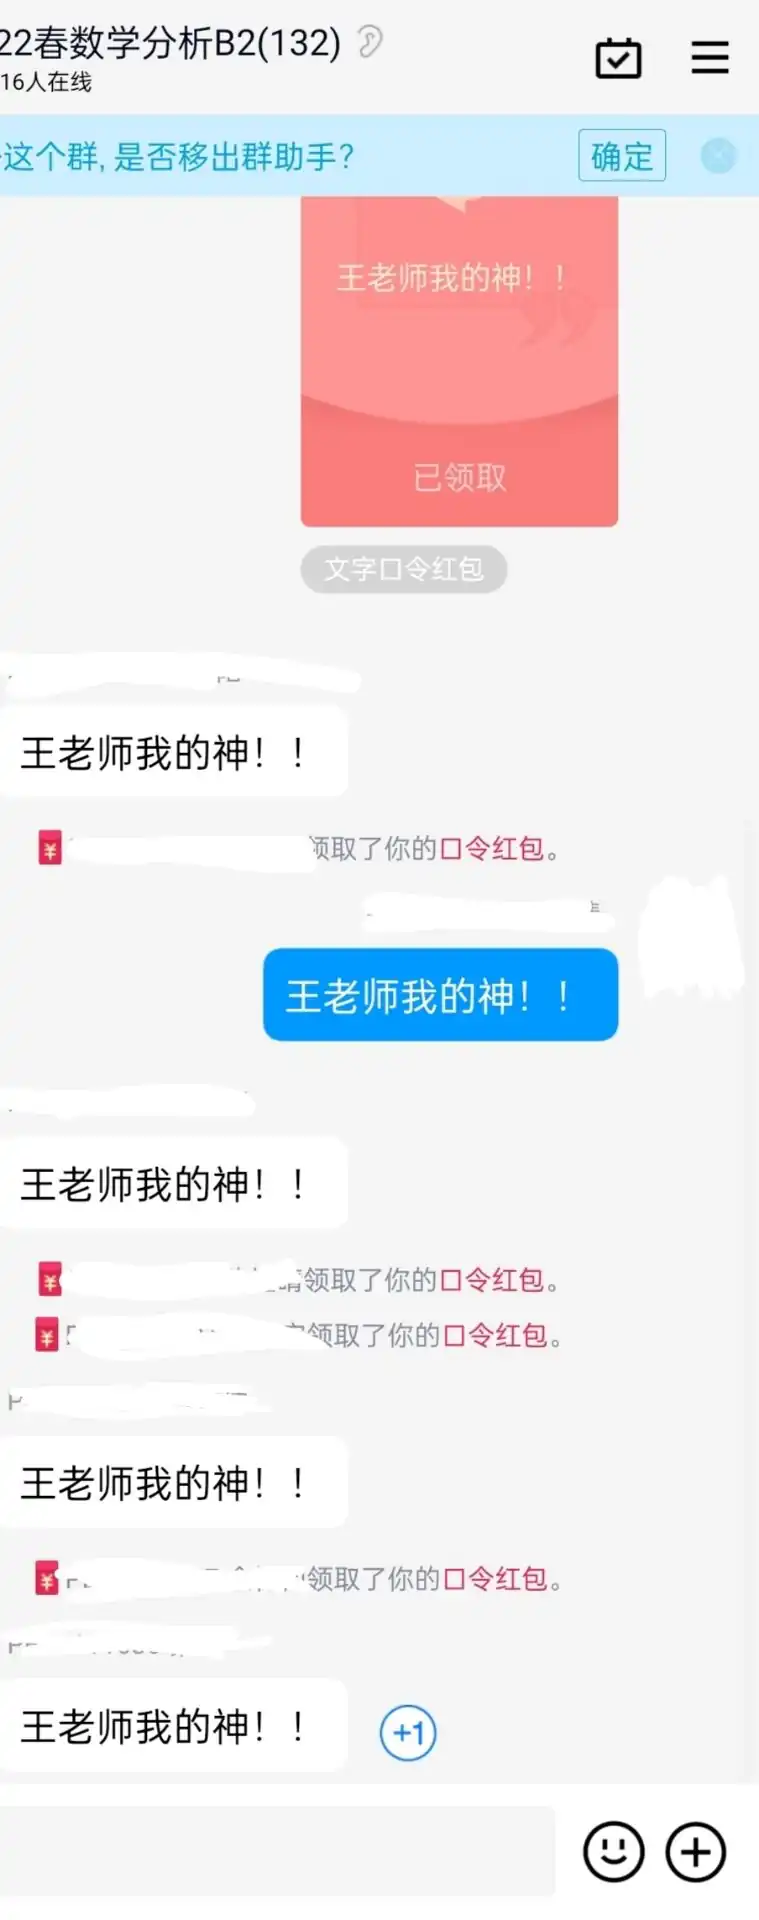 22春数学分析B2(132)
16人在线
这个群, 是否移出群助手?
确定
王老师我的神！！
已领取
文字口令红包
王老师我的神！！
领取了你的口令红包。
王老师我的神！！
王老师我的神！！
领取了你的口令红包。
领取了你的口令红包。
王老师我的神！！
领取了你的口令红包。
王老师我的神！！
+1